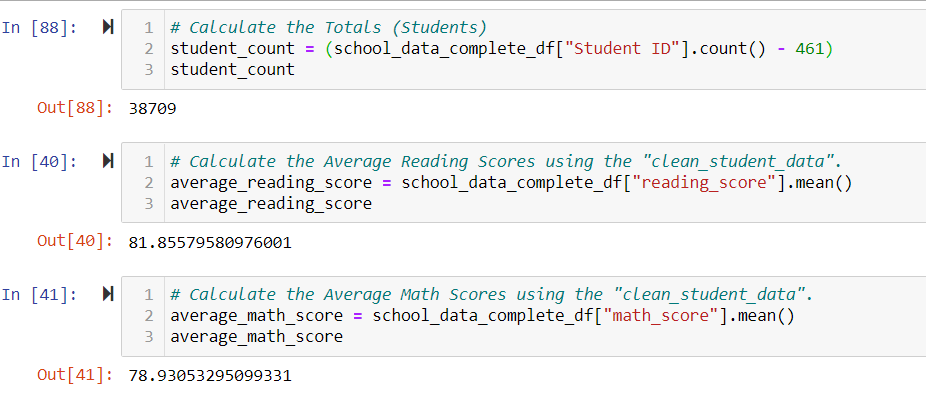 In [88]:
1 # Calculate the Totals (Students)
2 student_count = (school_data_complete_df["Student ID"].count() - 461)
3 student_count
Out[88]: 38709
In [40]:
1 # Calculate the Average Reading Scores using the "clean_student_data".
2 average_reading_score = school_data_complete_df["reading_score"].mean()
3 average_reading_score
Out[40]: 81.85579580976001
In [41]:
1 # Calculate the Average Math Scores using the "clean_student_data".
2 average_math_score = school_data_complete_df["math_score"].mean()
3 average_math_score
Out[41]: 78.93053295099331